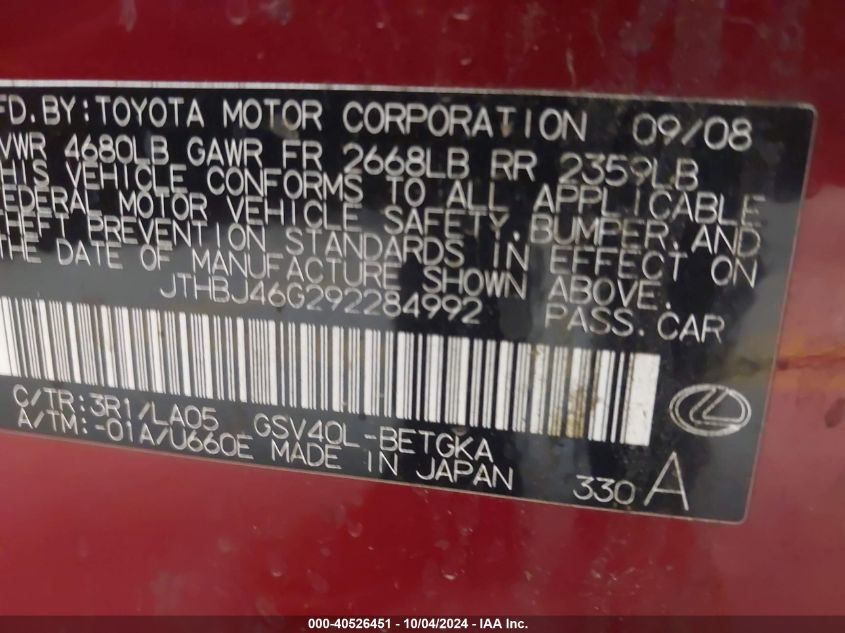 FD.BY:TOYOTA MOTOR CORPORATION 09/08
VWR 4680LB GAWR FR 2668LB RR 2359LB
HIS VEHICLE CONFORMS TO ALL APPLICABLE
FEDERAL MOTOR VEHICLE SAFETY,BUMPER,AND
THEFT PREVENTION STANDARDS IN EFFECT ON
THE DATE OF MANUFACTURE SHOWN ABOVE.
JTHBJ46G292284992 PASS.CAR
C/TR:3R1/LA05 GSV40L-BETGKA
A/TM:-01A/U660E MADE IN JAPAN
330 A
000-40526451 - 10/04/2024 - IAA Inc.